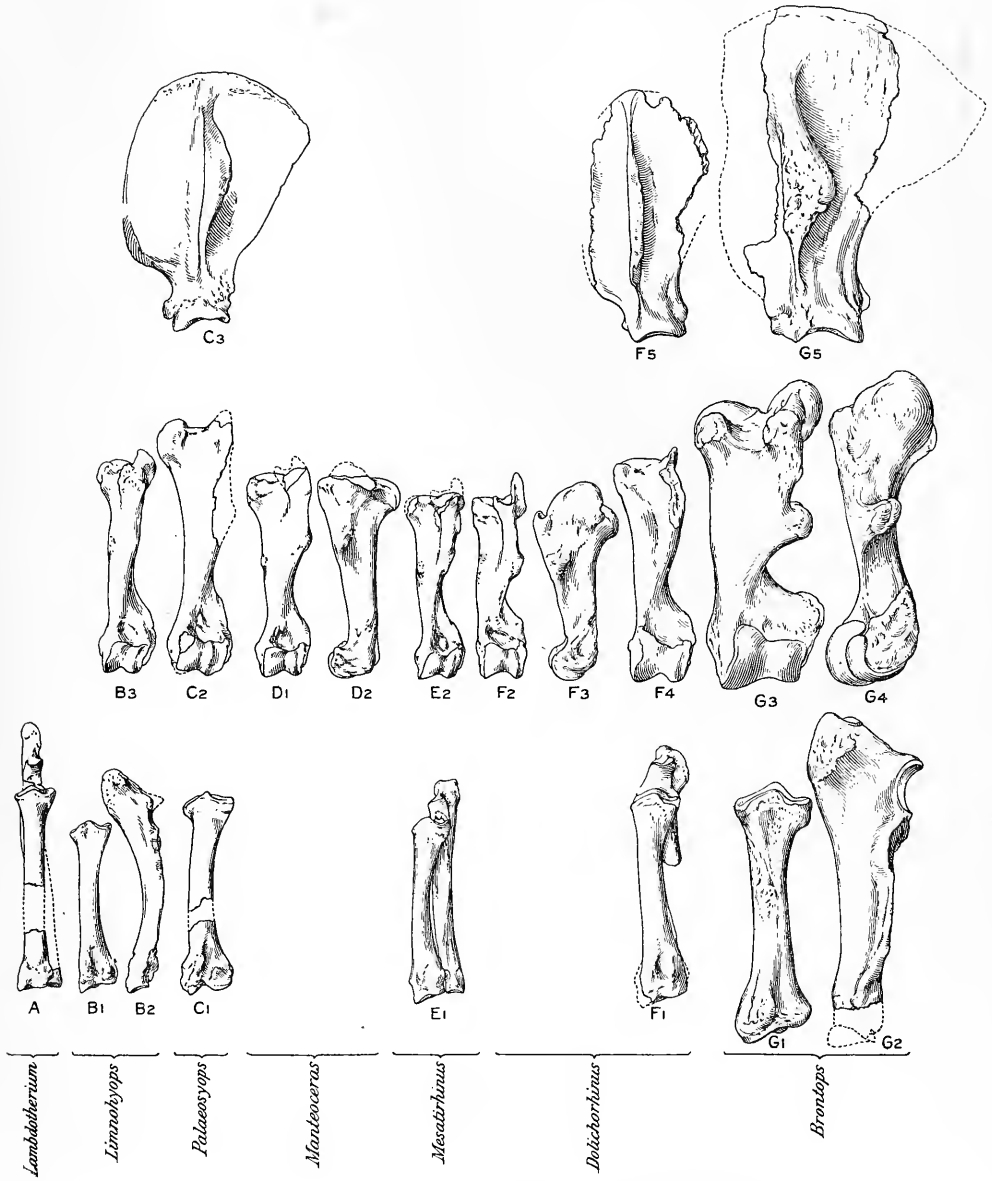 C3
F5
G5
B3 C2 D1 D2 E2 F2 F3 F4 G3 G4
A B1 B2 C1 E1 F1 G1 G2
Lambdotherium
Limnohyops
Palaeosyops
Manteoceras
Mesatirhinus
Dolichorhinus
Brontops